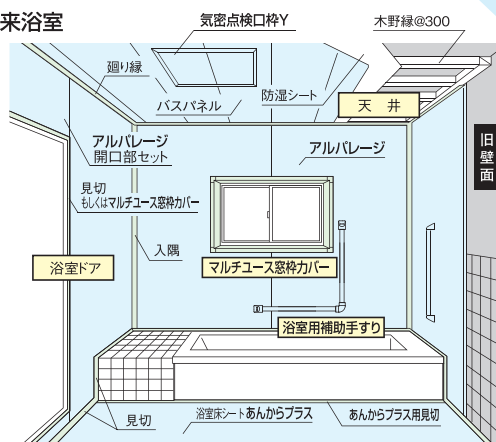 来浴室
気密点検口枠Y
木野縁@300
廻り縁
バスパネル
防湿シート
天井
アルパレージ
開口部セット
アルパレージ
旧壁面
見切
もしくはマルチユース窓枠カバー
入隅
浴室ドア
マルチユース窓枠カバー
浴室用補助手すり
見切
浴室床シートあんからプラス
あんからプラス用見切